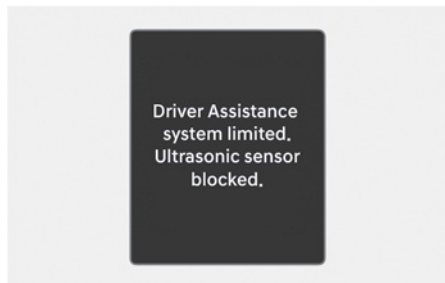 Driver Assistance
system limited.
Ultrasonic sensor
blocked.